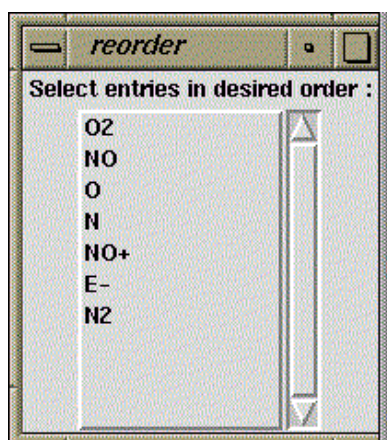 reorder
Select entries in desired order :
O2
NO
O
N
NO+
E-
N2